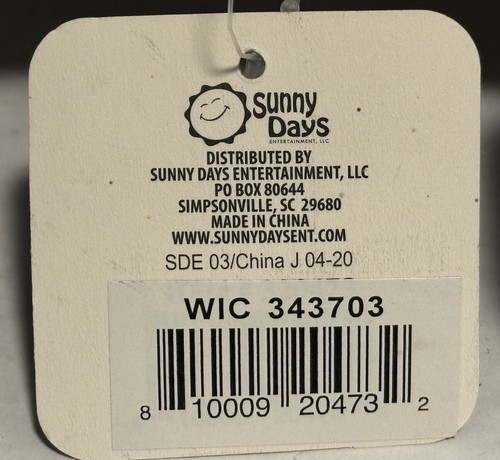 Sunny
Days
ENTERTAINMENT, LLC
DISTRIBUTED BY
SUNNY DAYS ENTERTAINMENT, LLC
PO BOX 80644
SIMPSONVILLE, SC 29680
MADE IN CHINA
WWW.SUNNYDAYSENT.COM
SDE 03/China J 04-20
WIC 343703
8 10009 20473 2